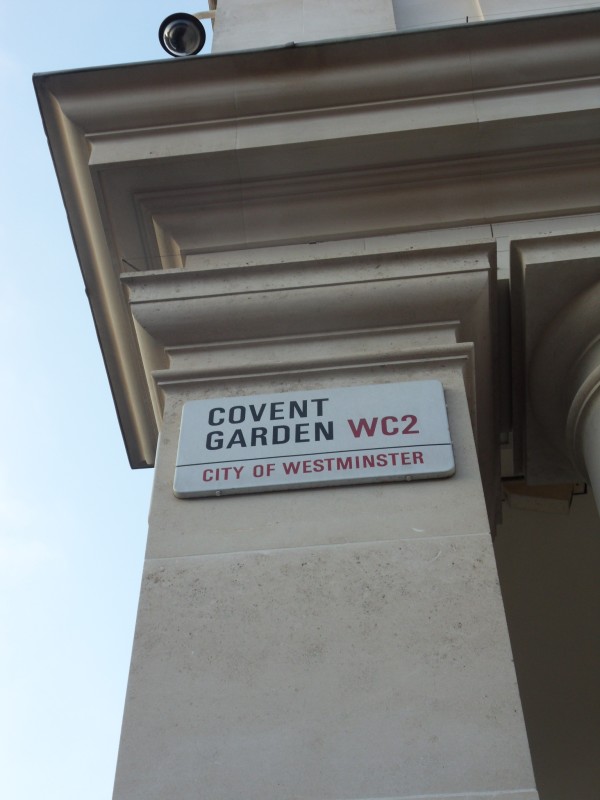 COVENT
GARDEN WC2
CITY OF WESTMINSTER